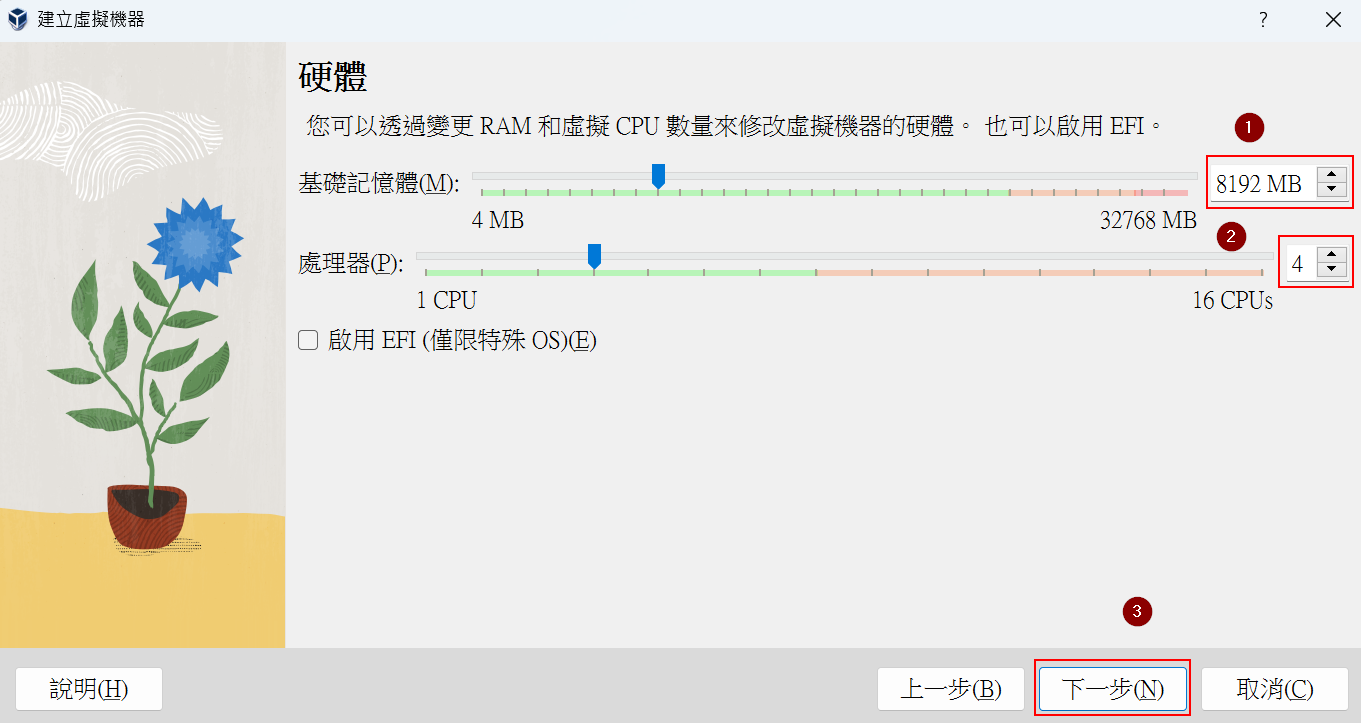 建立虛擬機器
?
硬體
您可以透過變更 RAM 和虛擬 CPU 數量來修改虛擬機器的硬體。 也可以啟用 EFI。
1
基礎記憶體(M):
8192 MB
4 MB
32768 MB
2
處理器(P):
4
1 CPU
16 CPUs
啟用 EFI (僅限特殊 OS)(E)
3
說明(H)
上一步(B)
下一步(N)
取消(C)